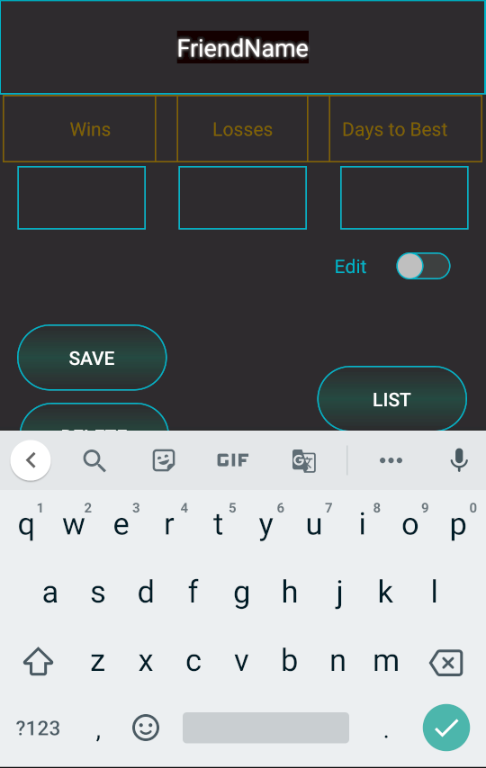 FriendName
Wins Losses Days to Best
Edit
SAVE
LIST
DELETE
GIF
1 2 3 4 5 6 7 8 9 0
q w e r t y u i o p
a s d f g h j k l
z x c v b n m
?123 , .